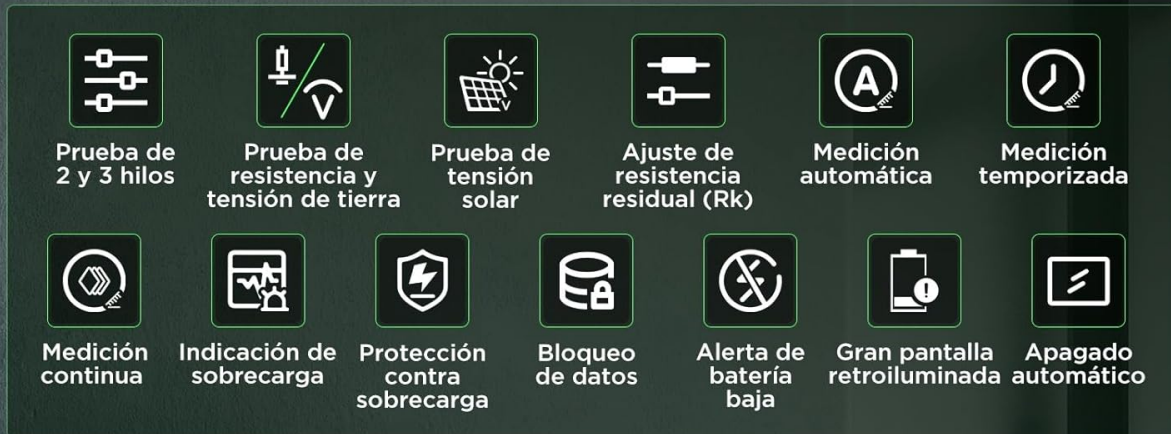 Prueba de
2 y 3 hilos
Prueba de
resistencia y
tensión de tierra
Prueba de
tensión
solar
Ajuste de
resistencia
residual (Rk)
Medición
automática
Medición
temporizada
Medición
continua
Indicación de
sobrecarga
Protección
contra
sobrecarga
Bloqueo
de datos
Alerta de
batería
baja
Gran pantalla
retroiluminada
Apagado
automático